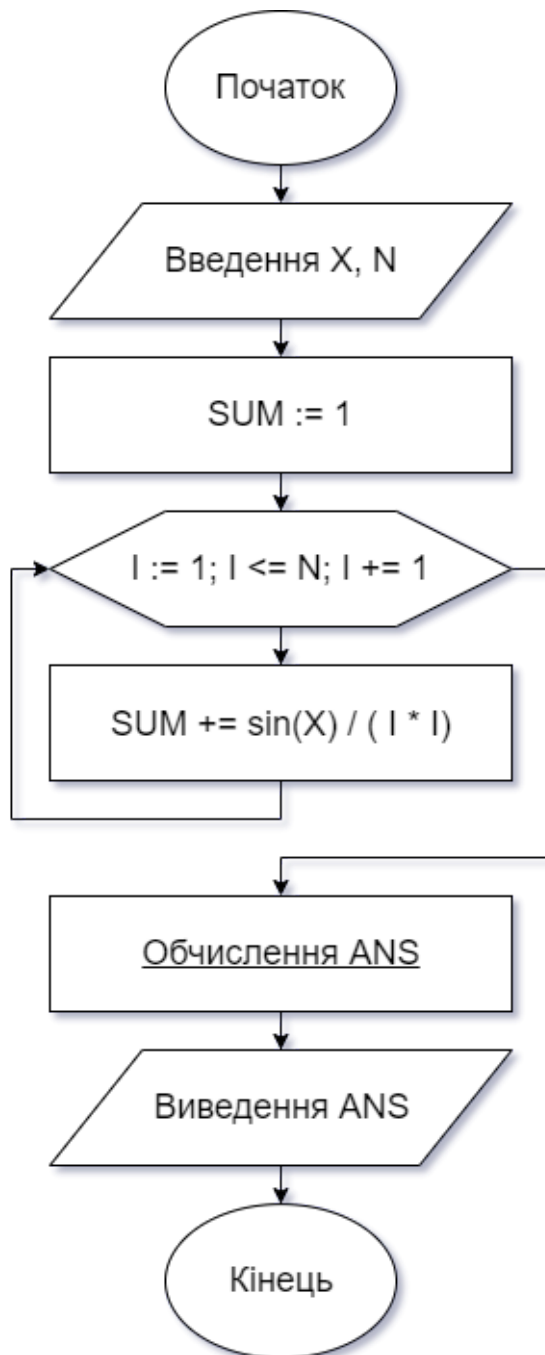 Початок
Введення X, N
SUM := 1
I := 1; I <= N; I += 1
SUM += sin(X) / ( I * I)
Обчислення ANS
Виведення ANS
Кінець